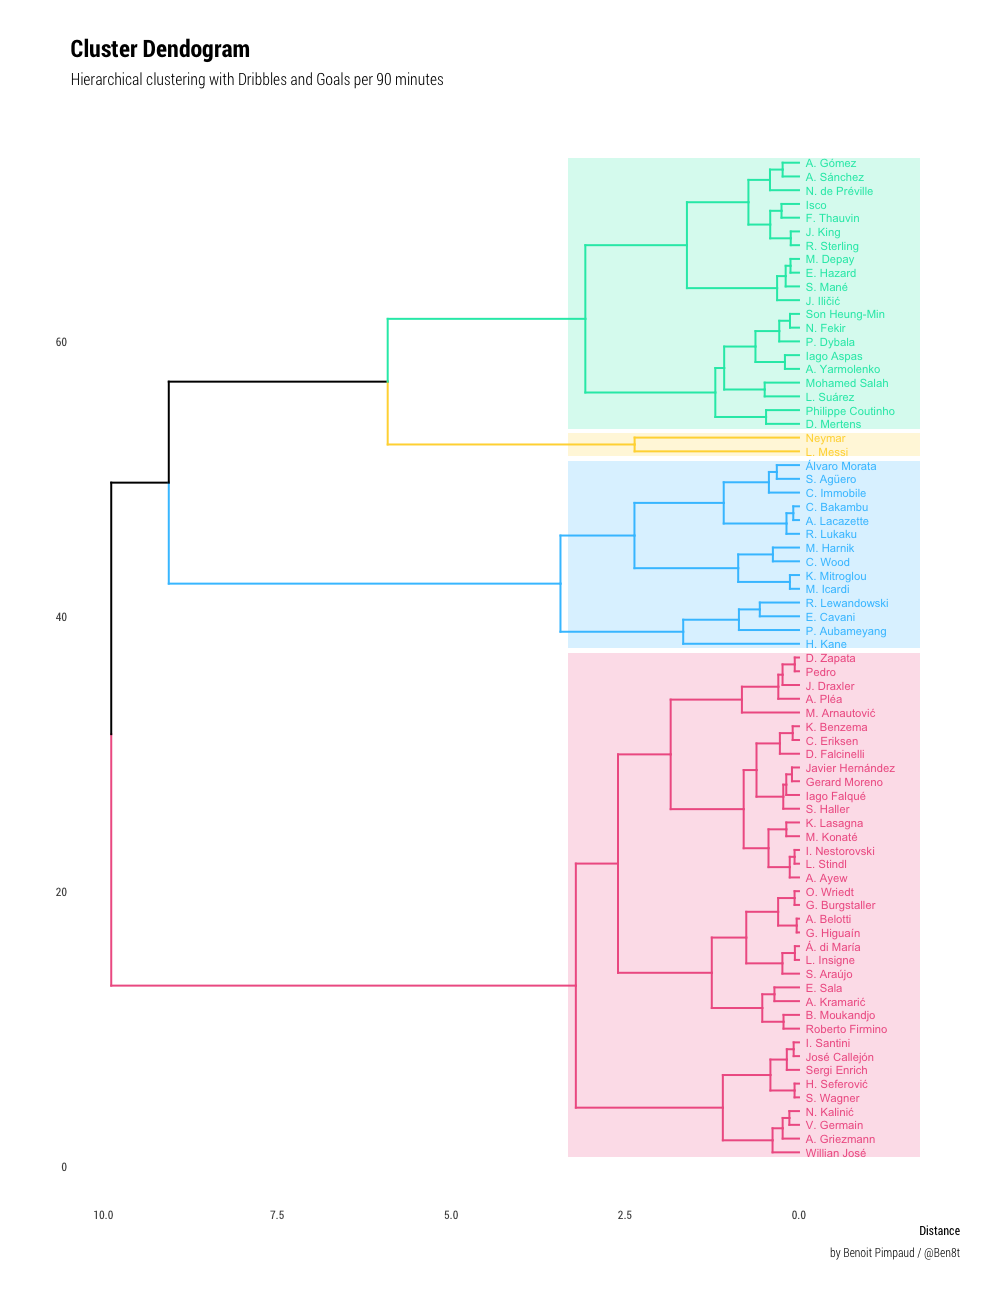 Cluster Dendogram
Hierarchical clustering with Dribbles and Goals per 90 minutes
A. Gómez
A. Sánchez
N. de Préville
Isco
F. Thauvin
J. King
R. Sterling
M. Depay
E. Hazard
S. Mané
J. Iličić
Son Heung-Min
N. Fekir
60
P. Dybala
Iago Aspas
A. Yarmolenko
Mohamed Salah
L. Suárez
Philippe Coutinho
D. Mertens
Neymar
L. Messi
Álvaro Morata
S. Agüero
C. Immobile
C. Bakambu
A. Lacazette
R. Lukaku
M. Harnik
C. Wood
K. Mitroglou
M. Icardi
R. Lewandowski
40
E. Cavani
P. Aubameyang
H. Kane
D. Zapata
Pedro
J. Draxler
A. Pléa
M. Arnautović
K. Benzema
C. Eriksen
D. Falcinelli
Javier Hernández
Gerard Moreno
Iago Falqué
S. Haller
K. Lasagna
M. Konaté
I. Nestorovski
L. Stindl
A. Ayew
20
O. Wriedt
G. Burgstaller
A. Belotti
G. Higuaín
Á. di María
L. Insigne
S. Araújo
E. Sala
A. Kramarić
B. Moukandjo
Roberto Firmino
I. Santini
José Callejón
Sergi Enrich
H. Seferović
S. Wagner
N. Kalinić
V. Germain
A. Griezmann
Willian José
0
10.0 7.5 5.0 2.5 0.0
Distance
by Benoit Pimpaud / @Ben8t